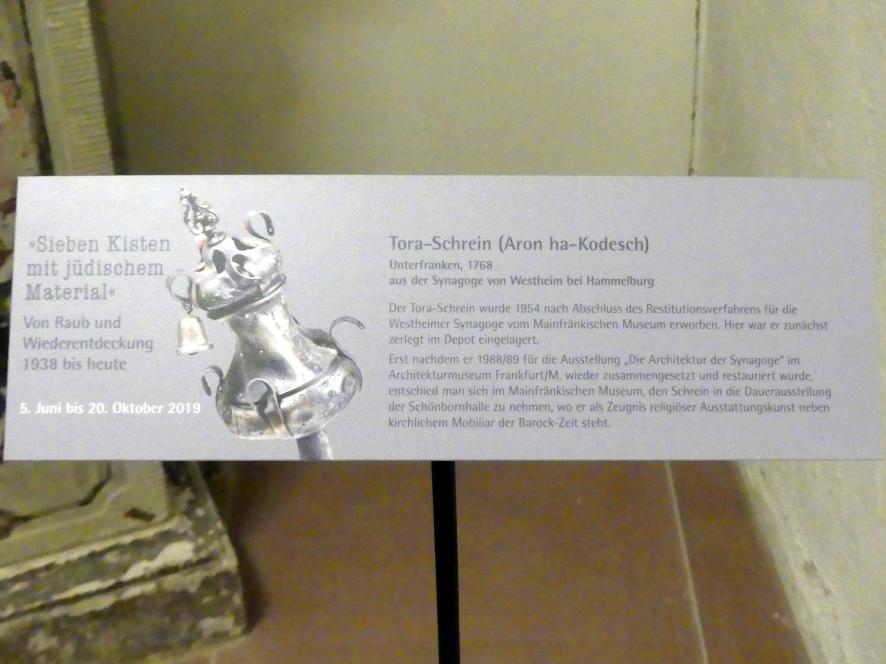 »Sieben Kisten
mit jüdischem
Material«
Von Raub und
Wiederentdeckung
1938 bis heute
5. Juni bis 20. Oktober 2019
Tora-Schrein (Aron ha-Kodesch)
Unterfranken, 1768
aus der Synagoge von Westheim bei Hammelburg
Der Tora-Schrein wurde 1954 nach Abschluss des Restitutionsverfahrens für die
Westheimer Synagoge vom Mainfränkischen Museum erworben. Hier war er zunächst
zerlegt im Depot eingelagert.
Erst nachdem er 1988/89 für die Ausstellung „Die Architektur der Synagoge" im
Architekturmuseum Frankfurt/M. wieder zusammengesetzt und restauriert wurde,
entschied man sich im Mainfränkischen Museum, den Schrein in die Dauerausstellung
der Schönbornhalle zu nehmen, wo er als Zeugnis religiöser Ausstattungskunst neben
kirchlichem Mobiliar der Barock-Zeit steht.